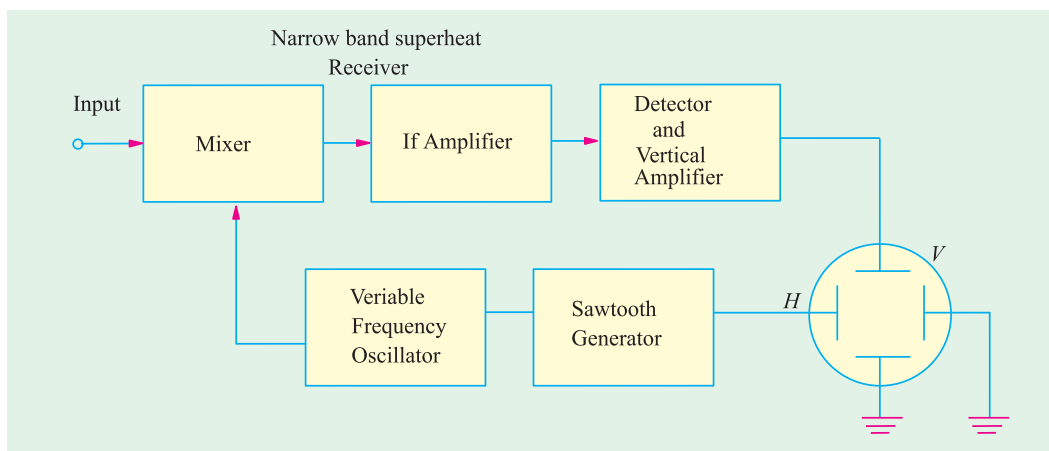 Narrow band superheat
Receiver
Input
Mixer
If Amplifier
Detector
and
Vertical
Amplifier
V
H
Veriable
Frequency
Oscillator
Sawtooth
Generator